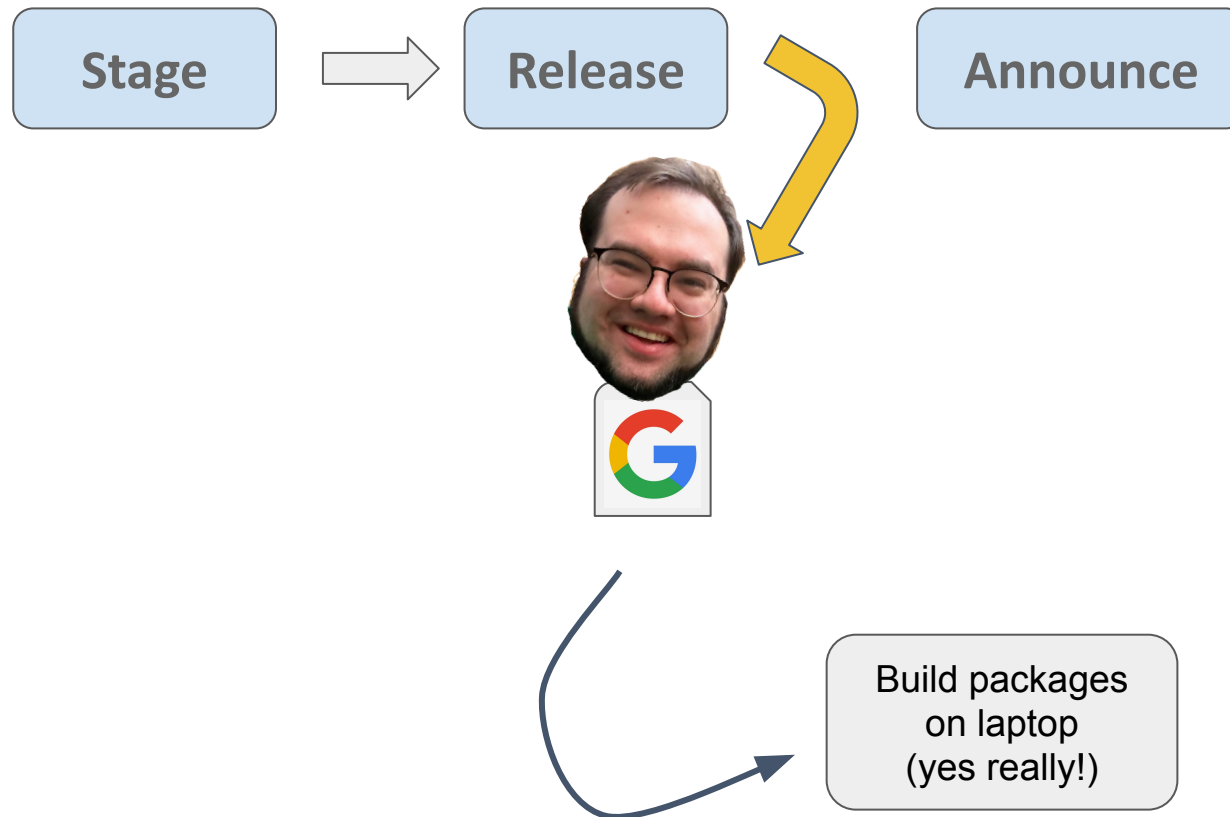 Stage
Release
Announce
Build packages
on laptop
(yes really!)